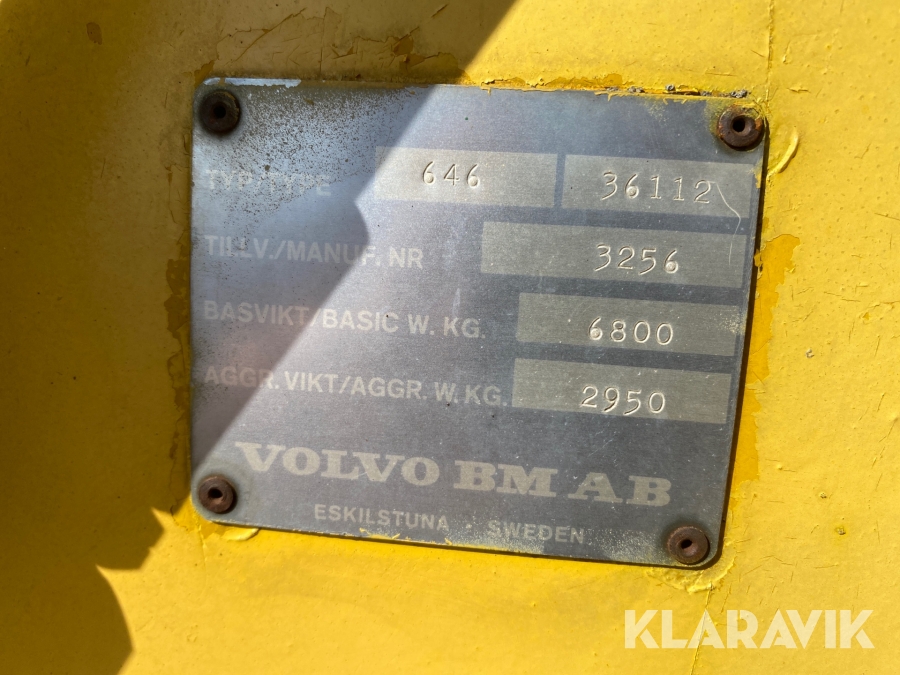 TYP/TYPE 646 36112
TILLV./MANUF. NR 3256
BASVIKT/BASIC W. KG. 6800
AGGR. VIKT/AGGR. W. KG. 2950
VOLVO BM AB
ESKILSTUNA SWEDEN
KLARAVIK